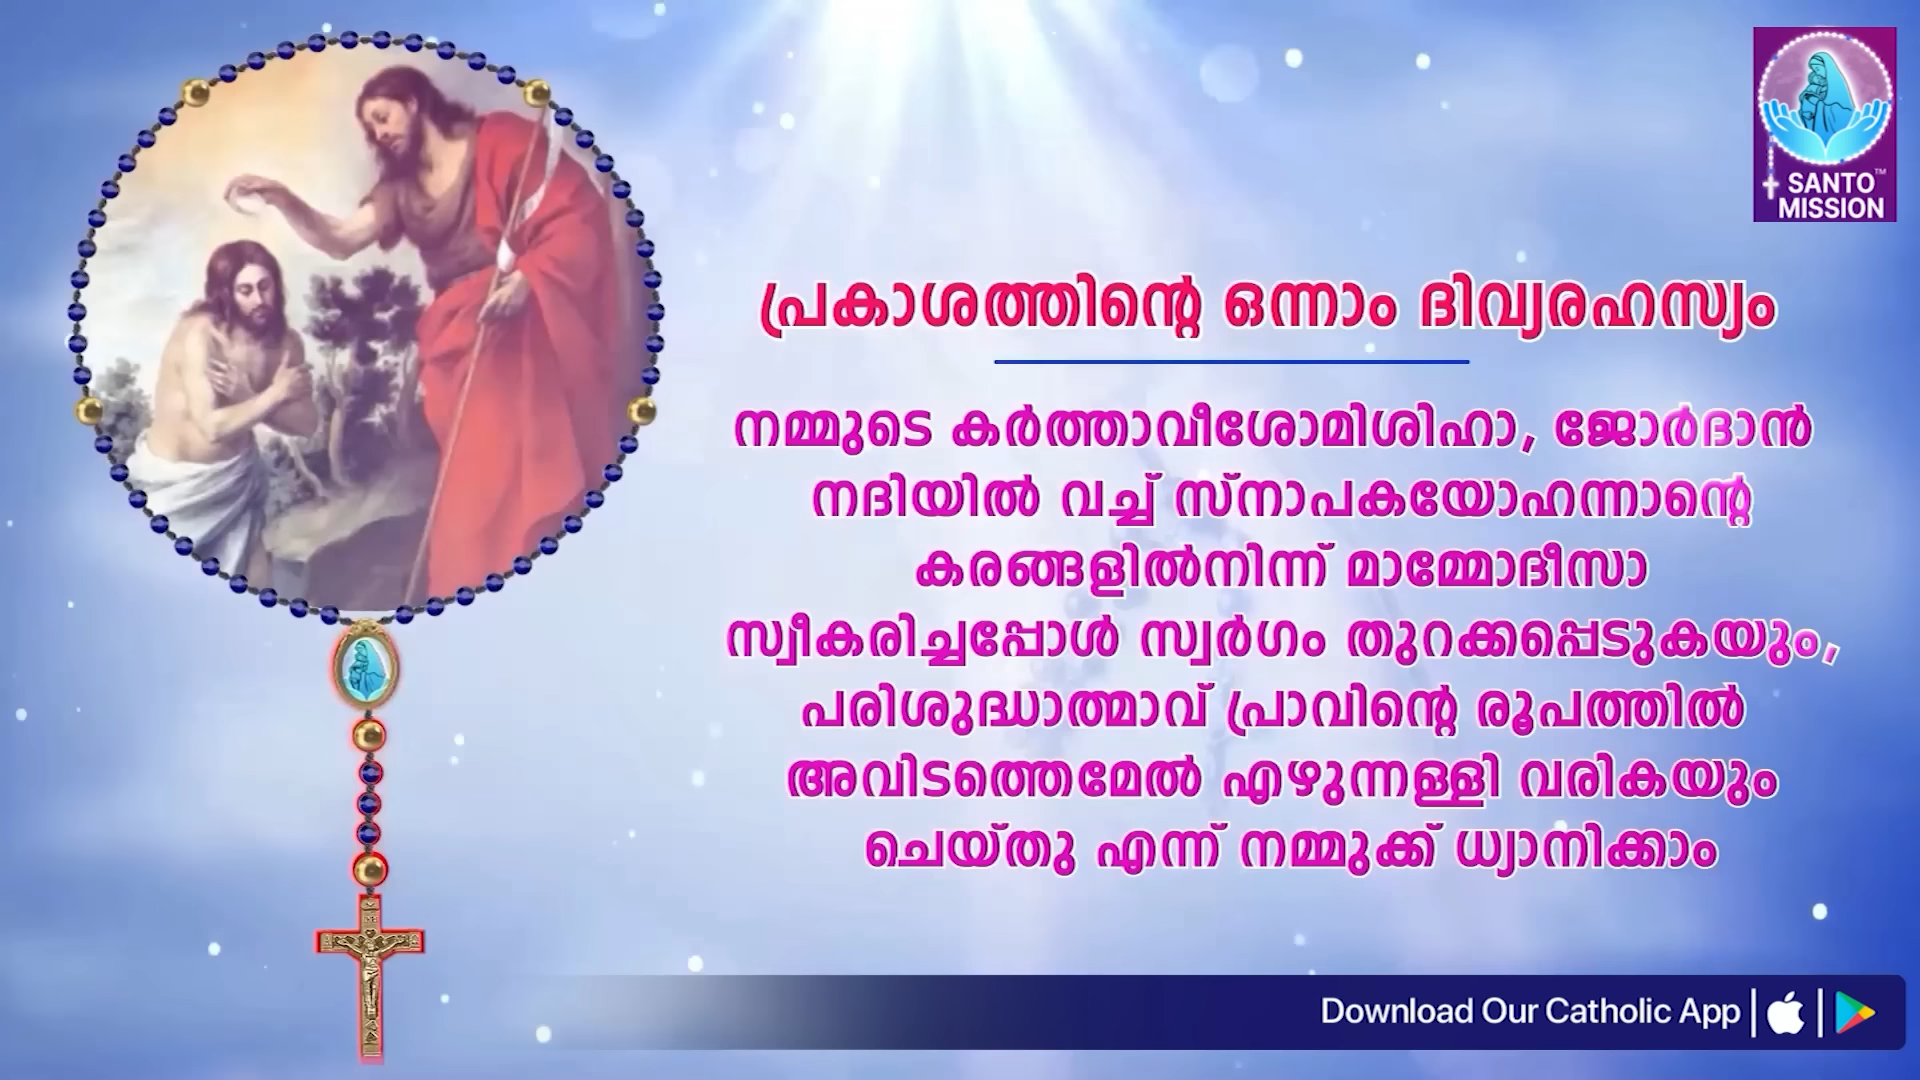 SANTO™
MISSION
പ്രകാശത്തിന്റെ ഒന്നാം ദിവ്യരഹസ്യം
നമ്മുടെ കർത്താവീശോമിശിഹാ, ജോർദാൻ
നദിയിൽ വച്ച് സ്നാപകയോഹന്നാന്റെ
കരങ്ങളിൽനിന്ന് മാമ്മോദീസാ
സ്വീകരിച്ചപ്പോൾ സ്വർഗം തുറക്കപ്പെടുകയും,
പരിശുദ്ധാത്മാവ് പ്രാവിന്റെ രൂപത്തിൽ
അവിടത്തെമേൽ എഴുന്നള്ളി വരികയും
ചെയ്തു എന്ന് നമ്മുക്ക് ധ്യാനിക്കാം
Download Our Catholic App